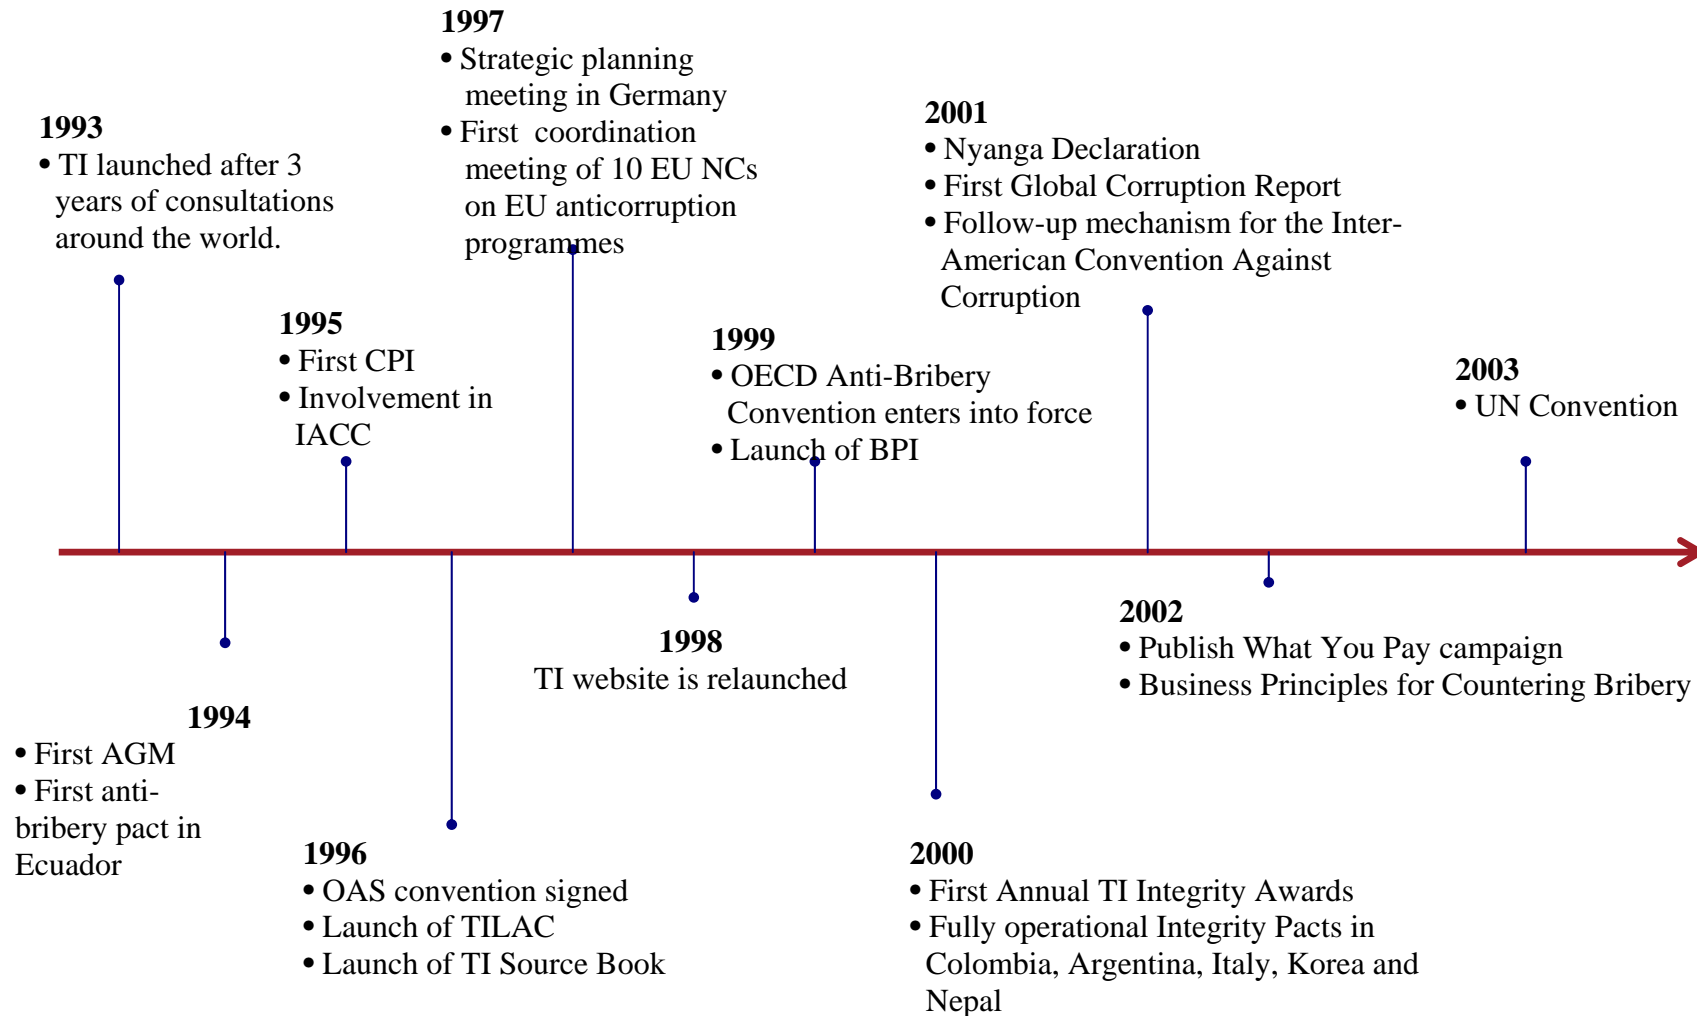 1993
• TI launched after 3
years of consultations
around the world.
1994
• First AGM
• First anti-
bribery pact in
Ecuador
1995
• First CPI
• Involvement in
IACC
1996
• OAS convention signed
• Launch of TILAC
• Launch of TI Source Book
1997
• Strategic planning
meeting in Germany
• First coordination
meeting of 10 EU NCs
on EU anticorruption
programmes
1998
TI website is relaunched
1999
• OECD Anti-Bribery
Convention enters into force
• Launch of BPI
2000
• First Annual TI Integrity Awards
• Fully operational Integrity Pacts in
Colombia, Argentina, Italy, Korea and
Nepal
2001
• Nyanga Declaration
• First Global Corruption Report
• Follow-up mechanism for the Inter-
American Convention Against
Corruption
2002
• Publish What You Pay campaign
• Business Principles for Countering Bribery
2003
• UN Convention